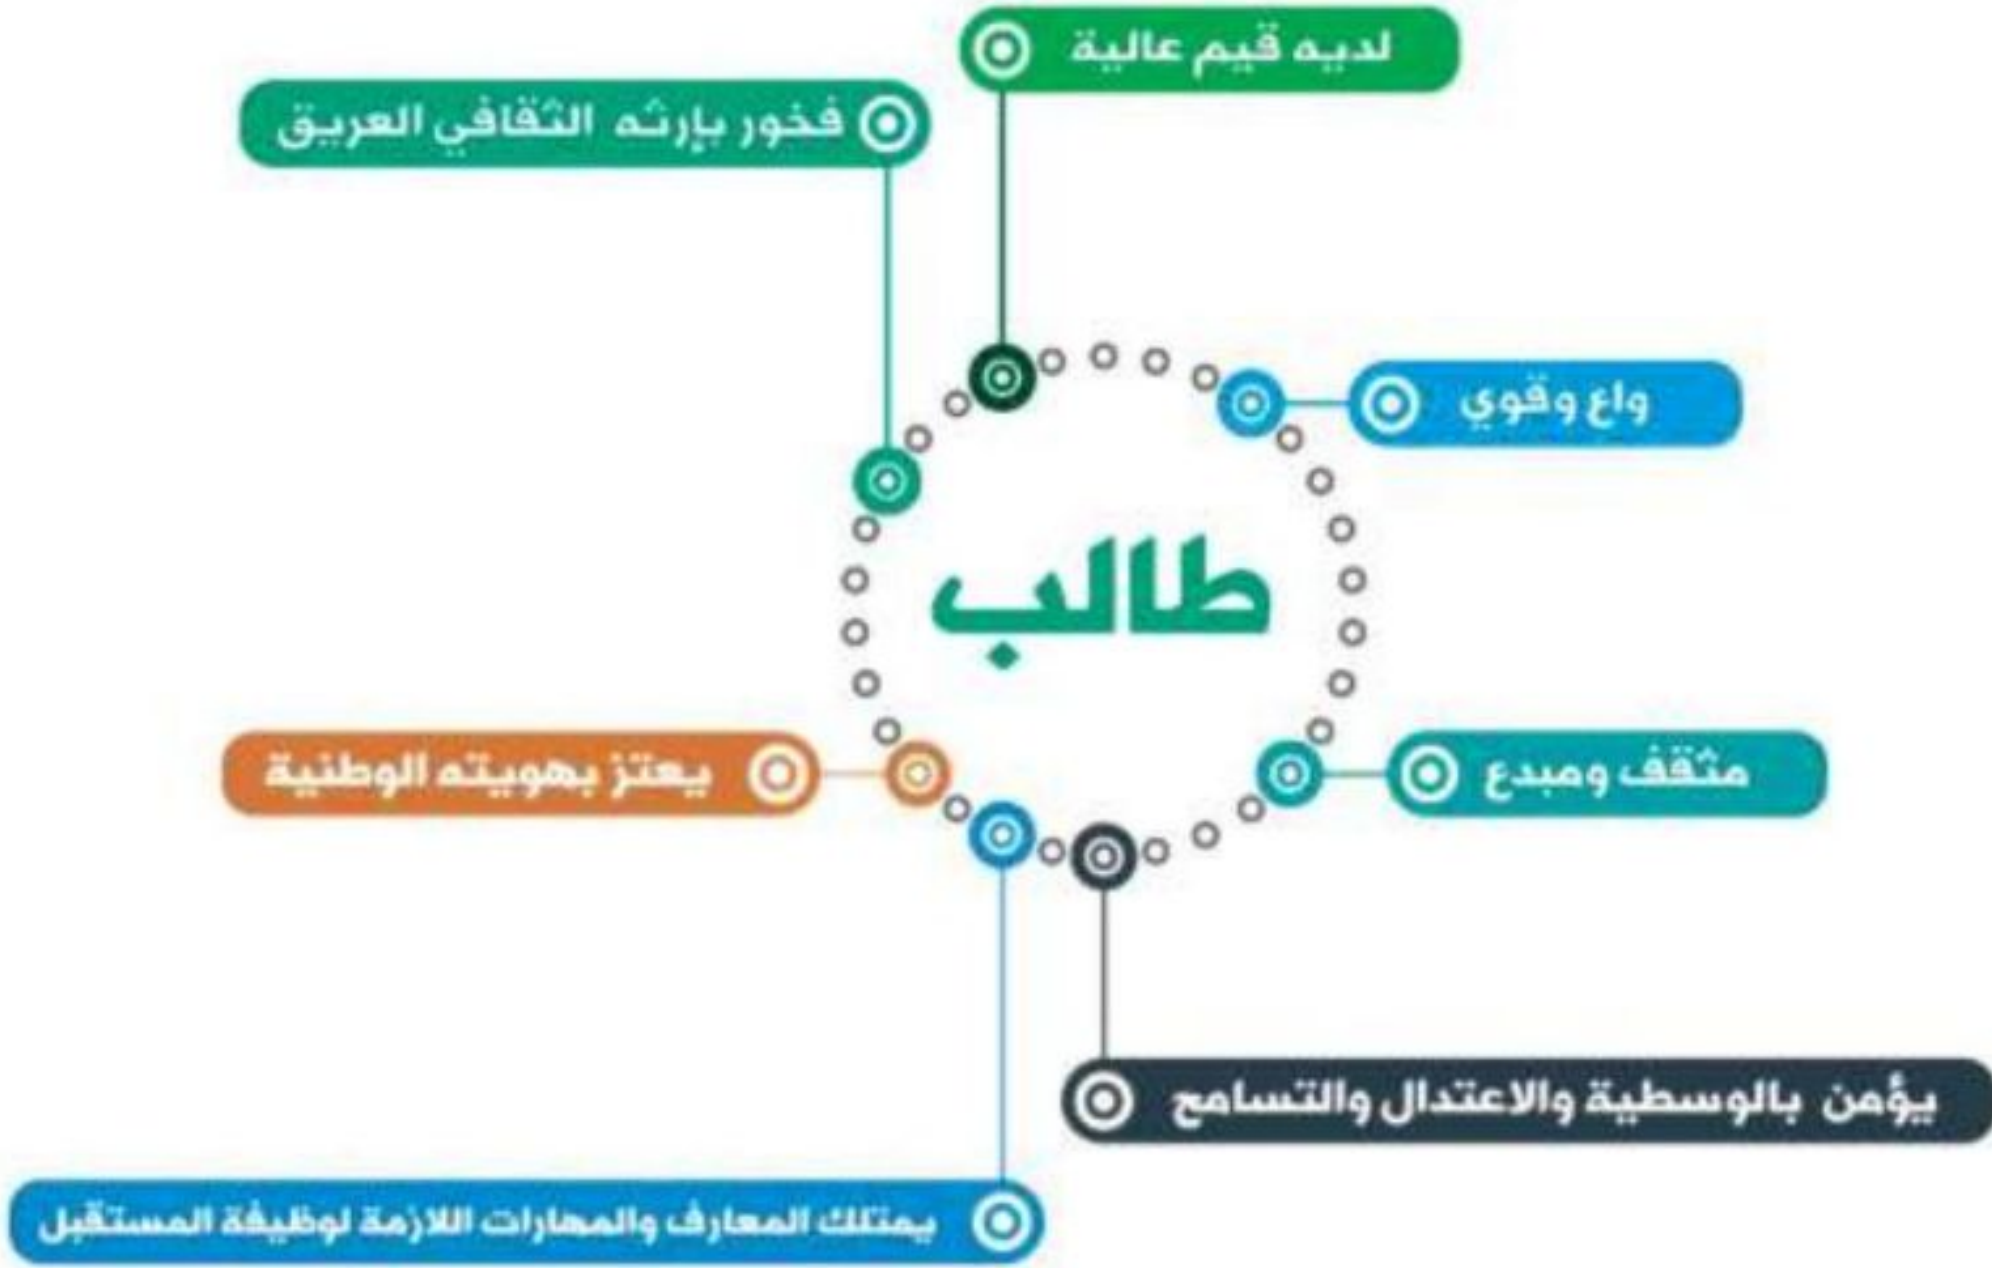 لديه قيم عالية
فخور بإرثه الثقافي العريق
واع وقوي
طالب
يعتز بهويته الوطنية
مثقف ومبدع
يؤمن بالوسطية والاعتدال والتسامح
يمتلك المعارف والمهارات اللازمة لوظيفة المستقبل